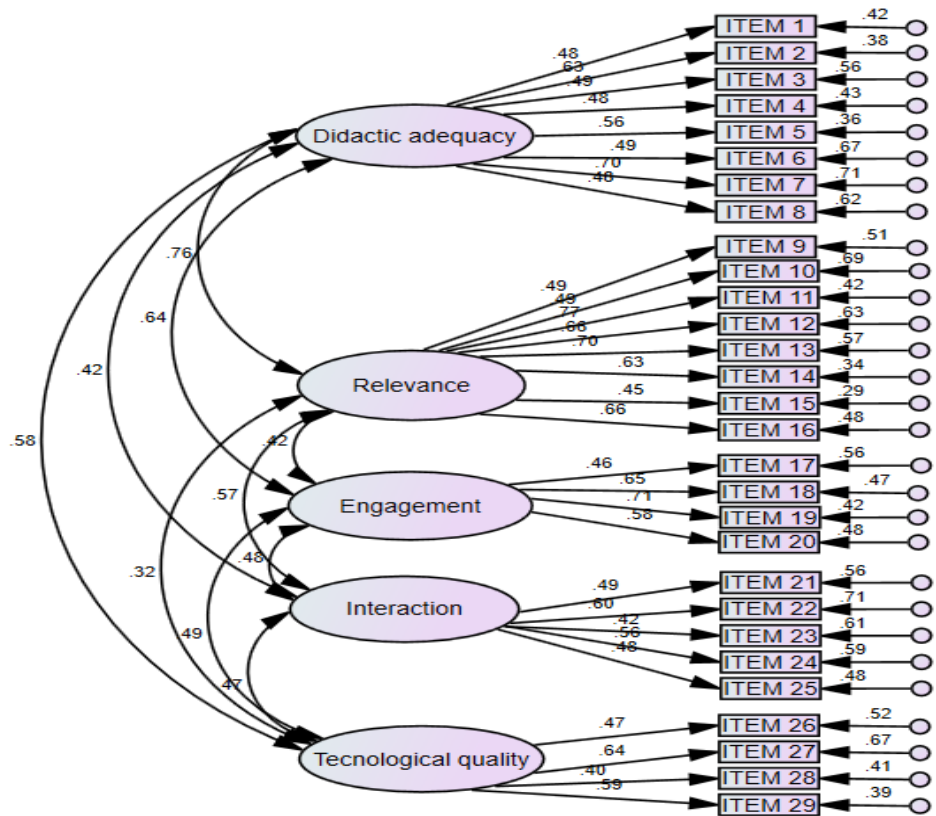 .42
ITEM 1
.38
.48
ITEM 2
.63
.56
.49
ITEM 3
.43
.48
ITEM 4
Didactic adequacy
.56
.36
ITEM 5
.49
.67
ITEM 6
.70
.71
ITEM 7
.48
.62
ITEM 8
.76
.51
ITEM 9
.69
ITEM 10
.49
.42
.49
ITEM 11
.64
.77
.63
.66
ITEM 12
.70
.57
ITEM 13
.42
.63
.34
ITEM 14
Relevance
.45
.29
ITEM 15
.66
.48
ITEM 16
.58
.42
.46
.56
ITEM 17
.65
.47
ITEM 18
.57
.71
.42
Engagement
ITEM 19
.58
.48
ITEM 20
.48
.32
.49
.56
ITEM 21
.60
.71
Interaction
ITEM 22
.42
.61
.56
ITEM 23
.49
.48
.59
ITEM 24
.48
ITEM 25
.47
.47
.52
ITEM 26
.64
.67
Tecnological quality
ITEM 27
.40
.41
ITEM 28
.59
.39
ITEM 29